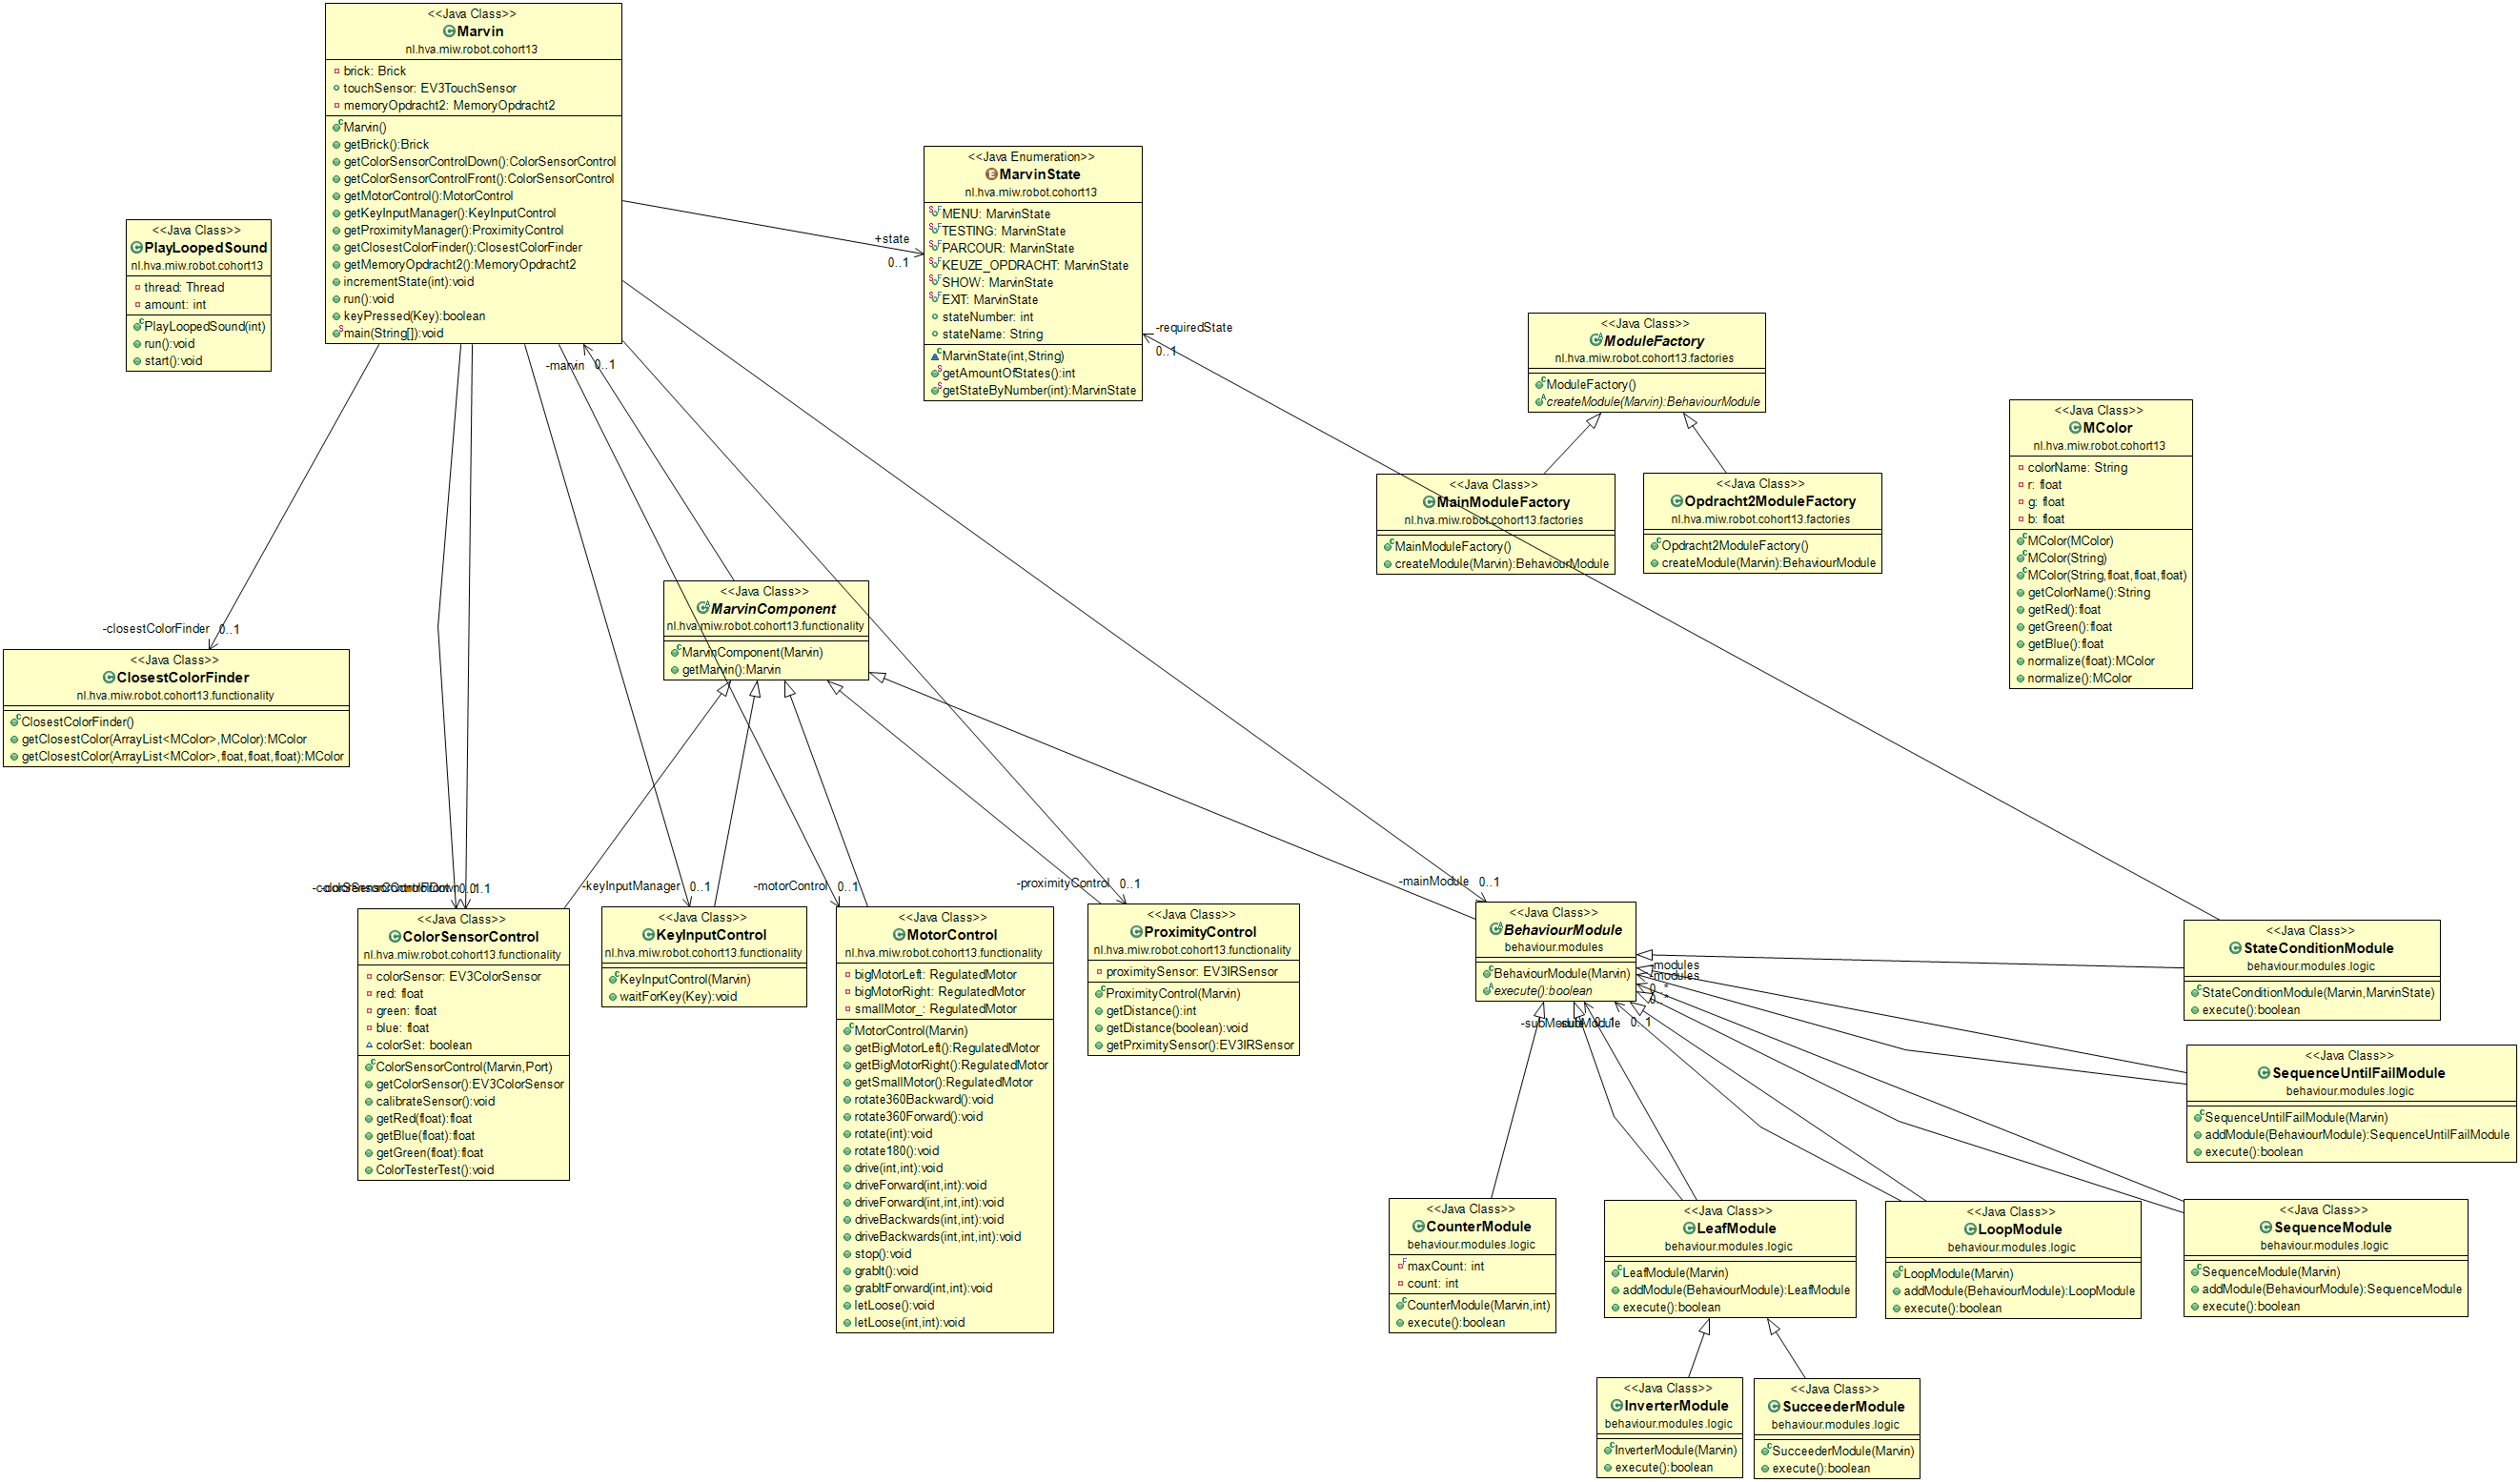 <<Java Class>>
Marvin
nl.hva.miw.robot.cohort13
brick: Brick
touchSensor: EV3TouchSensor
memoryOpdracht2: MemoryOpdracht2
Marvin()
getBrick():Brick
getColorSensorControlDown():ColorSensorControl
getColorSensorControlFront():ColorSensorControl
getMotorControl():MotorControl
getKeyInputManager():KeyInputControl
getProximityManager():ProximityControl
getClosestColorFinder():ClosestColorFinder
getMemoryOpdracht2():MemoryOpdracht2
incrementState(int):void
run():void
keyPressed(Key):boolean
main(String[]):void
<<Java Class>>
PlayLoopedSound
nl.hva.miw.robot.cohort13
thread: Thread
amount: int
PlayLoopedSound(int)
run():void
start():void
+state
0..1
<<Java Enumeration>>
MarvinState
nl.hva.miw.robot.cohort13
MENU: MarvinState
TESTING: MarvinState
PARCOUR: MarvinState
KEUZE_OPDRACHT: MarvinState
SHOW: MarvinState
EXIT: MarvinState
stateNumber: int
stateName: String
MarvinState(int,String)
getAmountOfStates():int
getStateByNumber(int):MarvinState
-requiredState
0..1
<<Java Class>>
ModuleFactory
nl.hva.miw.robot.cohort13.factories
ModuleFactory()
createModule(Marvin):BehaviourModule
<<Java Class>>
MainModuleFactory
nl.hva.miw.robot.cohort13.factories
MainModuleFactory()
createModule(Marvin):BehaviourModule
<<Java Class>>
Opdracht2ModuleFactory
nl.hva.miw.robot.cohort13.factories
Opdracht2ModuleFactory()
createModule(Marvin):BehaviourModule
<<Java Class>>
MColor
nl.hva.miw.robot.cohort13
colorName: String
r: float
g: float
b: float
MColor(MColor)
MColor(String)
MColor(String,float,float,float)
getColorName():String
getRed():float
getGreen():float
getBlue():float
normalize(float):MColor
normalize():MColor
-marvin 0..1
<<Java Class>>
MarvinComponent
nl.hva.miw.robot.cohort13.functionality
MarvinComponent(Marvin)
getMarvin():Marvin
-closestColorFinder 0..1
<<Java Class>>
ClosestColorFinder
nl.hva.miw.robot.cohort13.functionality
ClosestColorFinder()
getClosestColor(ArrayList<MColor>,MColor):MColor
getClosestColor(ArrayList<MColor>,float,float,float):MColor
<<Java Class>>
ColorSensorControl
nl.hva.miw.robot.cohort13.functionality
colorSensor: EV3ColorSensor
red: float
green: float
blue: float
colorSet: boolean
ColorSensorControl(Marvin,Port)
getColorSensor():EV3ColorSensor
calibrateSensor():void
getRed(float):float
getBlue(float):float
getGreen(float):float
ColorTesterTest():void
-keyInputManager 0..1
<<Java Class>>
KeyInputControl
nl.hva.miw.robot.cohort13.functionality
KeyInputControl(Marvin)
waitForKey(Key):void
-motorControl 0..1
<<Java Class>>
MotorControl
nl.hva.miw.robot.cohort13.functionality
bigMotorLeft: RegulatedMotor
bigMotorRight: RegulatedMotor
smallMotor_: RegulatedMotor
MotorControl(Marvin)
getBigMotorLeft():RegulatedMotor
getBigMotorRight():RegulatedMotor
getSmallMotor():RegulatedMotor
rotate360Backward():void
rotate360Forward():void
rotate(int):void
rotate180():void
drive(int,int):void
driveForward(int,int):void
driveForward(int,int,int):void
driveBackwards(int,int):void
driveBackwards(int,int,int):void
stop():void
grabIt():void
grabItForward(int,int):void
letLoose():void
letLoose(int,int):void
-proximityControl 0..1
<<Java Class>>
ProximityControl
nl.hva.miw.robot.cohort13.functionality
proximitySensor: EV3IRSensor
ProximityControl(Marvin)
getDistance():int
getDistance(boolean):void
getPrximitySensor():EV3IRSensor
-mainModule 0..1
<<Java Class>>
BehaviourModule
behaviour.modules
BehaviourModule(Marvin)
execute():boolean
-modules
-modules
0..*
0..*
-subModule 0..1
0..1
<<Java Class>>
StateConditionModule
behaviour.modules.logic
StateConditionModule(Marvin,MarvinState)
execute():boolean
<<Java Class>>
SequenceUntilFailModule
behaviour.modules.logic
SequenceUntilFailModule(Marvin)
addModule(BehaviourModule):SequenceUntilFailModule
execute():boolean
<<Java Class>>
CounterModule
behaviour.modules.logic
maxCount: int
count: int
CounterModule(Marvin,int)
execute():boolean
<<Java Class>>
LeafModule
behaviour.modules.logic
LeafModule(Marvin)
addModule(BehaviourModule):LeafModule
execute():boolean
<<Java Class>>
LoopModule
behaviour.modules.logic
LoopModule(Marvin)
addModule(BehaviourModule):LoopModule
execute():boolean
<<Java Class>>
SequenceModule
behaviour.modules.logic
SequenceModule(Marvin)
addModule(BehaviourModule):SequenceModule
execute():boolean
<<Java Class>>
InverterModule
behaviour.modules.logic
InverterModule(Marvin)
execute():boolean
<<Java Class>>
SucceederModule
behaviour.modules.logic
SucceederModule(Marvin)
execute():boolean